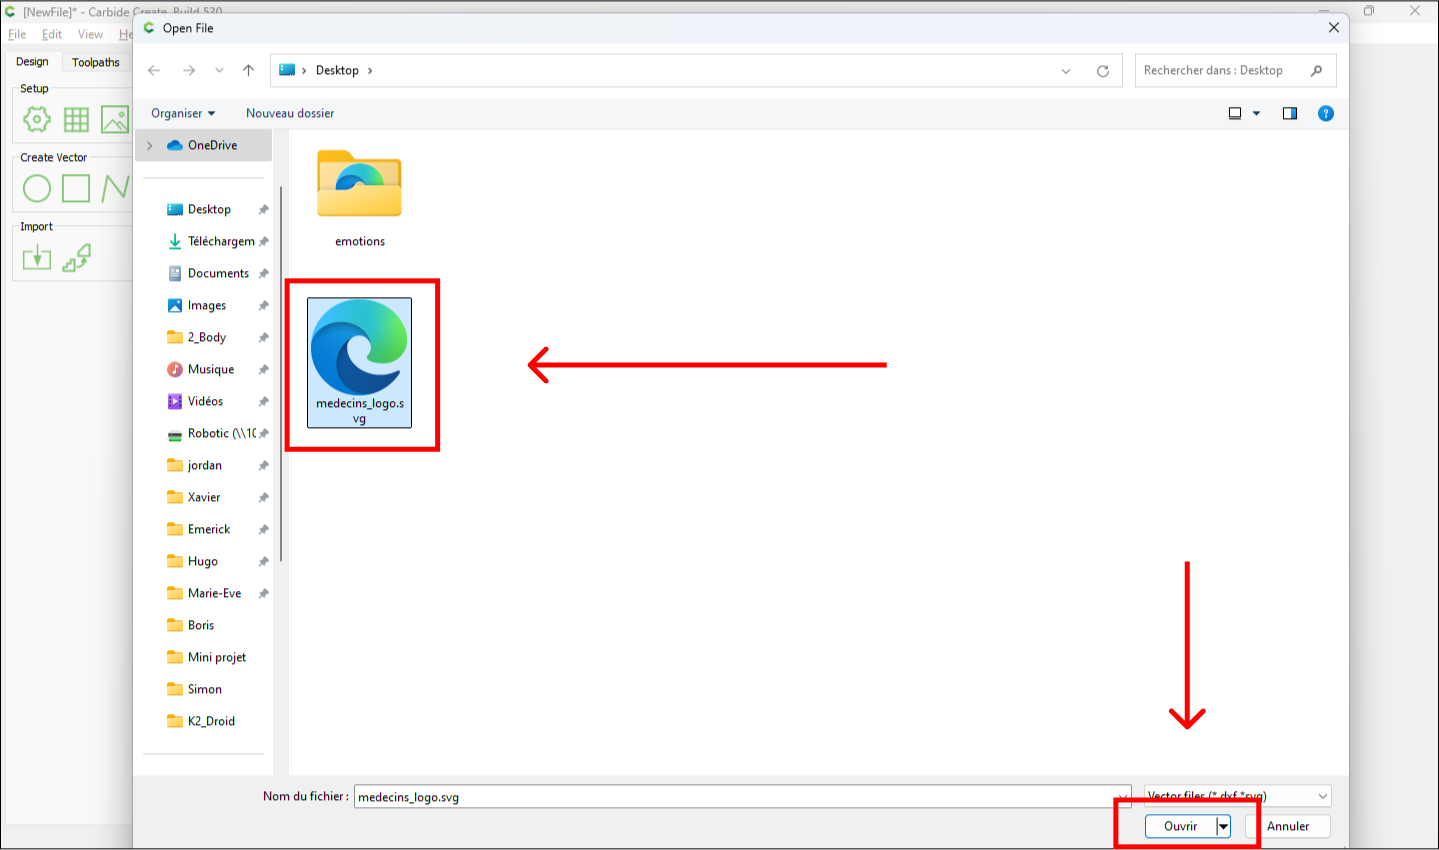 [NewFile]* - Carbide Create Build 530
File Edit View He
Open File
Design Toolpaths
Desktop
Rechercher dans : Desktop
Setup
Organiser Nouveau dossier
Create Vector
Import
OneDrive
Desktop
Téléchargem
Documents
Images
2_Body
Musique
Vidéos
Robotic (\\10
jordan
Xavier
Emerick
Hugo
Marie-Eve
Boris
Mini projet
Simon
K2_Droid
emotions
medecins_logo.s
vg
Nom du fichier : medecins_logo.svg
Vector files (*.dxf *svg)
Ouvrir Annuler